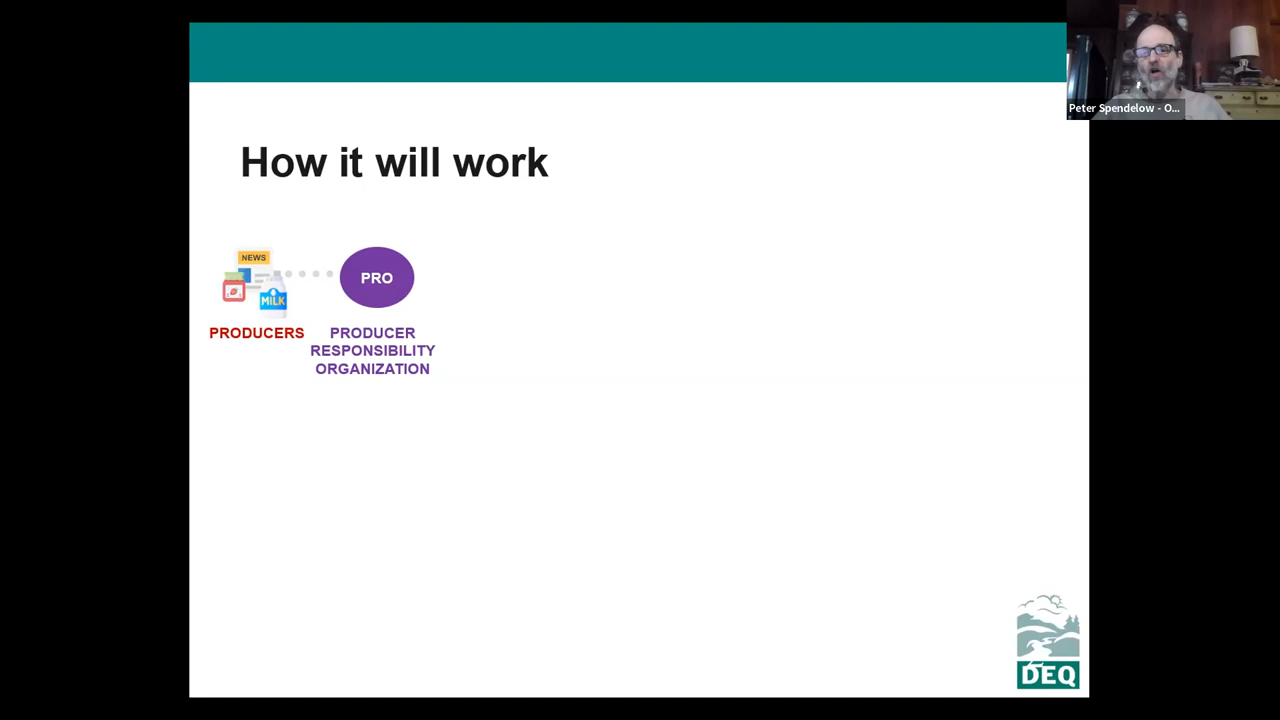 Peter Spendelow - O...
How it will work
NEWS
MILK
PRO
PRODUCERS
PRODUCER
RESPONSIBILITY
ORGANIZATION
DEQ